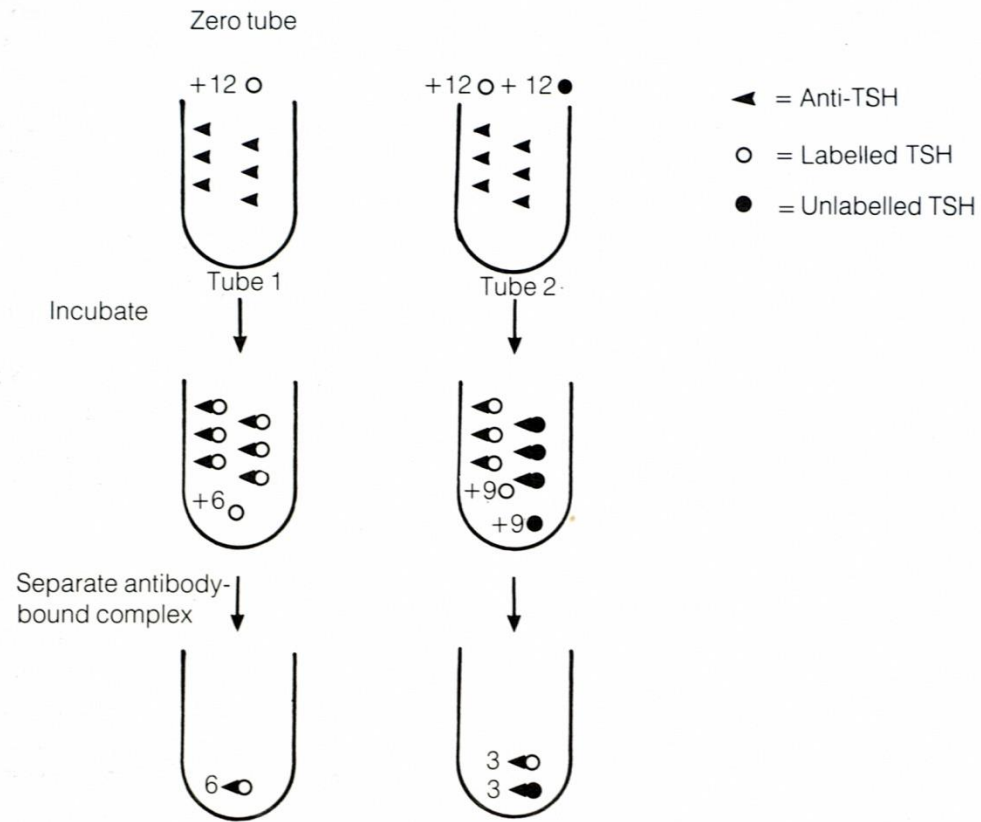 Zero tube
+12
+12 + 12
= Anti-TSH
= Labelled TSH
= Unlabelled TSH
Tube 1
Tube 2
Incubate
+6
+9
+9
Separate antibody-
bound complex
6
3
3